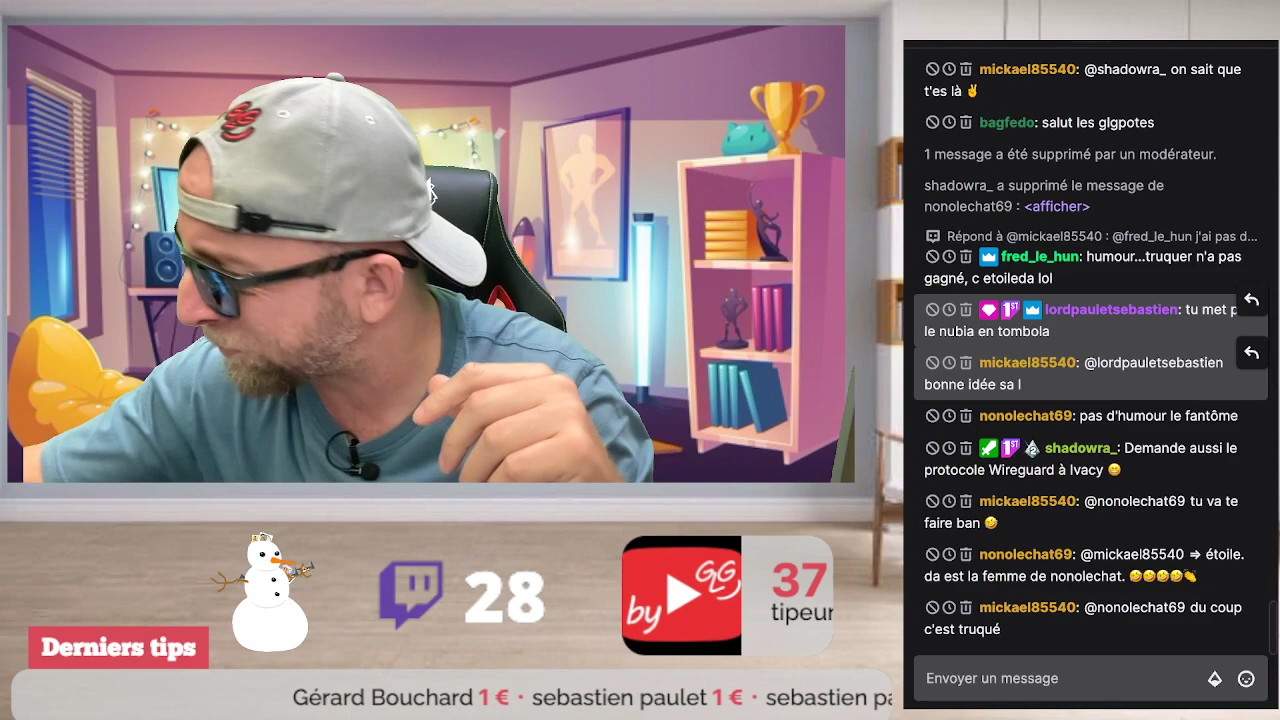 mickael85540: @shadowra_ on sait que
t'es là ✌
bagfedo: salut les glgpotes
1 message a été supprimé par un modérateur.
shadowra_ a supprimé le message de
nonolechat69 : <afficher>
Répond à @mickael85540 : @fred_le_hun j'ai pas d...
fred_le_hun: humour...truquer n'a pas
gagné, c etoileda lol
1ST lordpauletsebastien: tu met
le nubia en tombola
mickael85540: @lordpauletsebastien
bonne idée sa l
nonolechat69: pas d'humour le fantôme
1ST 2 shadowra_: Demande aussi le
protocole Wireguard à Ivacy 😄
mickael85540: @nonolechat69 tu va te
faire ban 🤣
nonolechat69: @mickael85540 => étoile.
da est la femme de nonolechat. 🤣🤣🤣🤣👏
mickael85540: @nonolechat69 du coup
c'est truqué
Envoyer un message
28
by GG
37
tipeur
Derniers tips
Gérard Bouchard 1 € · sebastien paulet 1 € · sebastien